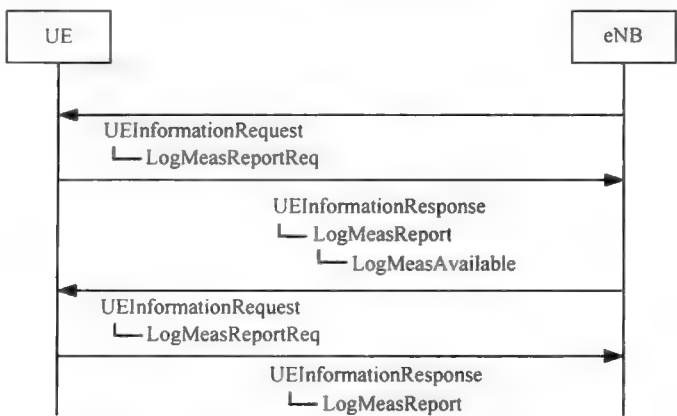 UE
eNB
UEInformationRequest
LogMeasReportReq
UEInformationResponse
LogMeasReport
LogMeasAvailable
UEInformationRequest
LogMeasReportReq
UEInformationResponse
LogMeasReport